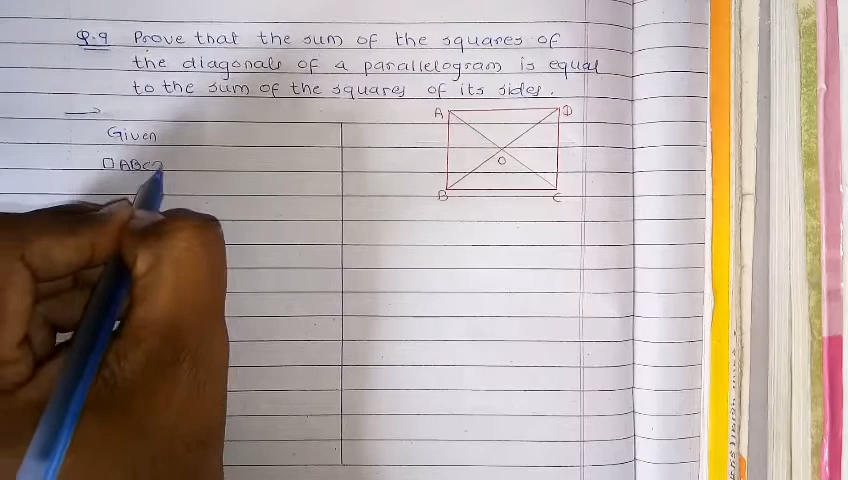 Q.9 Prove that the sum of the squares of
the diagonals of a parallelogram is equal
to the sum of the squares of its sides.
Given
□ ABCD
A D
O
B C